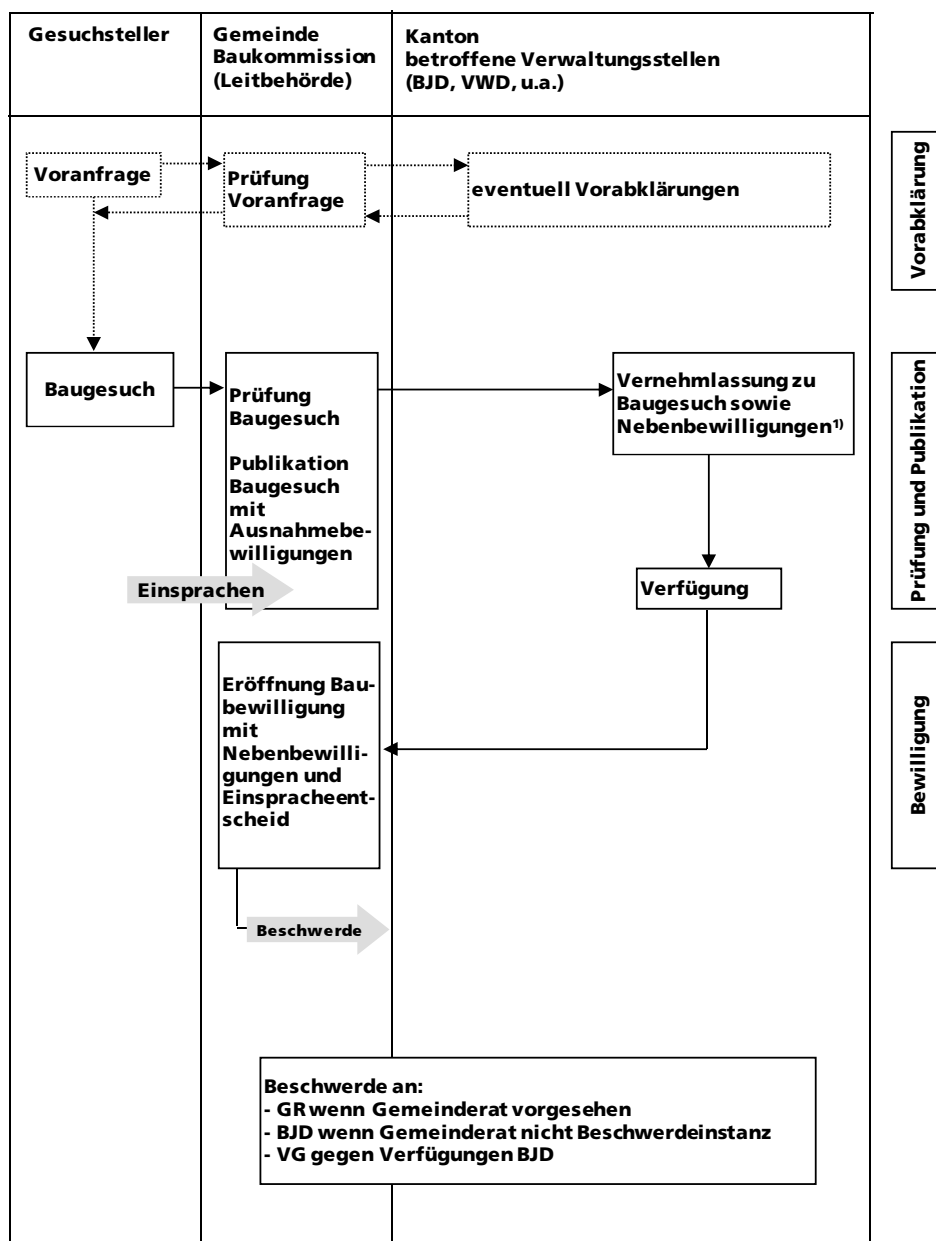 Gesuchsteller
Gemeinde
Baukommission
(Leitbehörde)
Kanton
betroffene Verwaltungsstellen
(BJD, VWD, u.a.)
Voranfrage
Prüfung
Voranfrage
eventuell Vorabklärungen
Vorabklärung
Baugesuch
Prüfung
Baugesuch
Publikation
Baugesuch
mit
Ausnahmebe-
willigungen
Einsprachen
Vernehmlassung zu
Baugesuch sowie
Nebenbewilligungen¹⁾
Verfügung
Prüfung und Publikation
Eröffnung Bau-
bewilligung
mit
Nebenbewilli-
gungen und
Einspracheent-
scheid
Bewilligung
Beschwerde
Beschwerde an:
- GR wenn Gemeinderat vorgesehen
- BJD wenn Gemeinderat nicht Beschwerdeinstanz
- VG gegen Verfügungen BJD